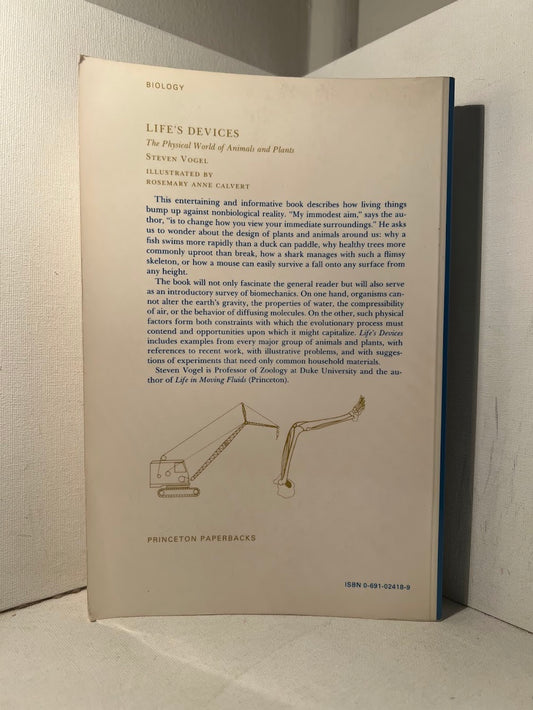 BIOLOGY
LIFE'S DEVICES
The Physical World of Animals and Plants
STEVEN VOGEL
ILLUSTRATED BY
ROSEMARY ANNE CALVERT
This entertaining and informative book describes how living things
bump up against nonbiological reality. "My immodest aim," says the au-
thor, "is to change how you view your immediate surroundings." He asks
us to wonder about the design of plants and animals around us: why a
fish swims more rapidly than a duck can paddle, why healthy trees more
commonly uproot than break, how a shark manages with such a flimsy
skeleton, or how a mouse can easily survive a fall onto any surface from
any height.
The book will not only fascinate the general reader but will also serve
as an introductory survey of biomechanics. On one hand, organisms can-
not alter the earth's gravity, the properties of water, the compressibility
of air, or the behavior of diffusing molecules. On the other, such physical
factors form both constraints with which the evolutionary process must
contend and opportunities upon which it might capitalize. Life's Devices
includes examples from every major group of animals and plants, with
references to recent work, with illustrative problems, and with sugges-
tions of experiments that need only common household materials.
Steven Vogel is Professor of Zoology at Duke University and the au-
thor of Life in Moving Fluids (Princeton).
PRINCETON PAPERBACKS
ISBN 0-691-02418-9